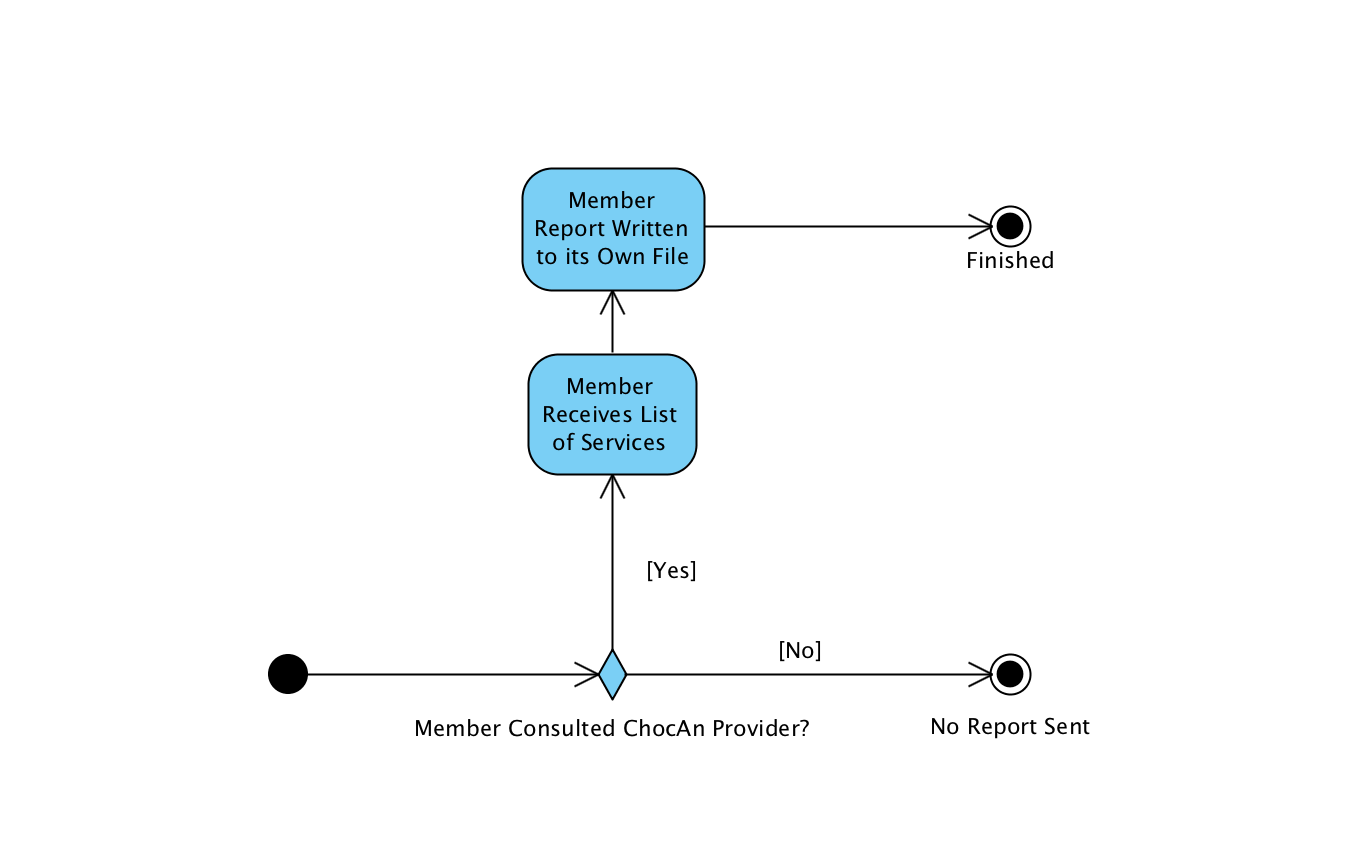 Member
Report Written
to its Own File
Finished
Member
Receives List
of Services
[Yes]
[No]
Member Consulted ChocAn Provider?
No Report Sent